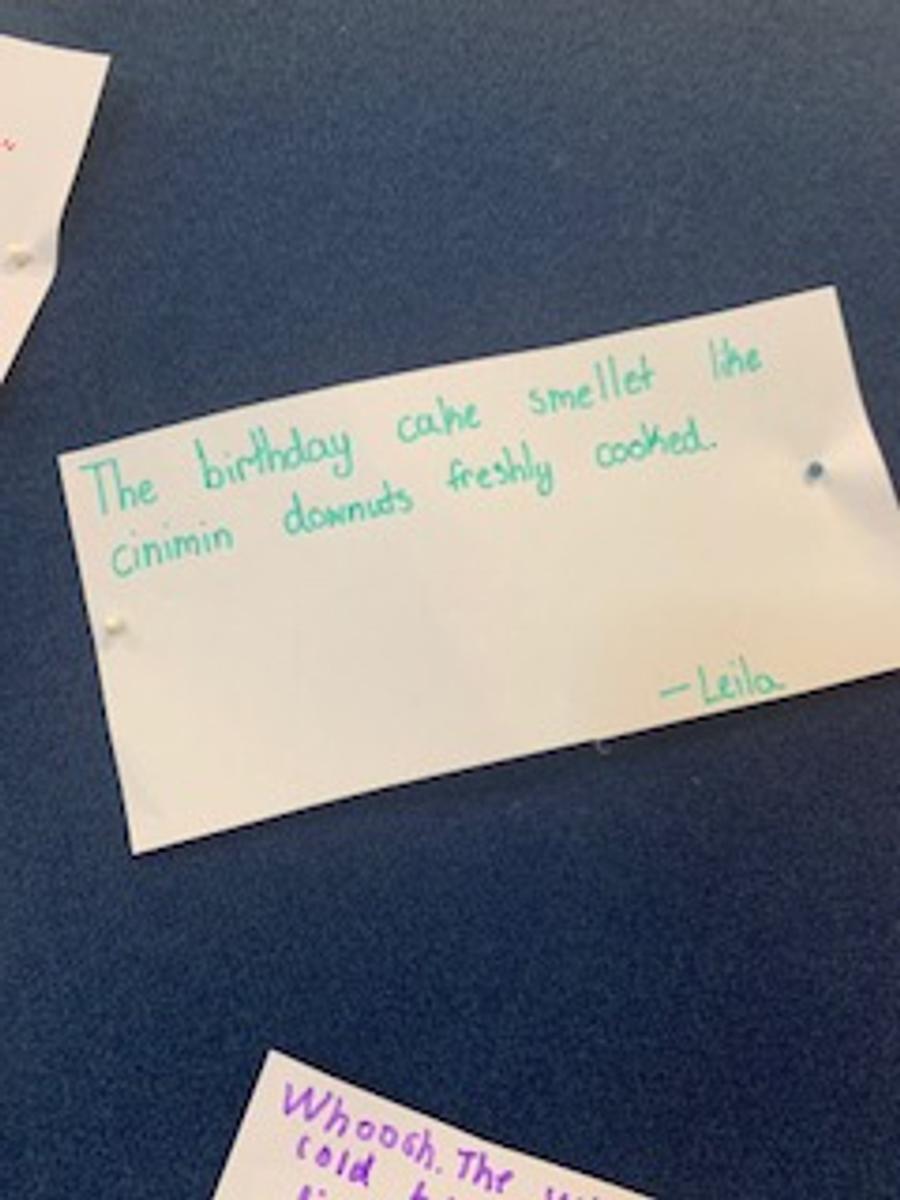 The birthday cake smellet like
cinimin downuts freshly cooked.
—Leila
Whoosh. The
cold